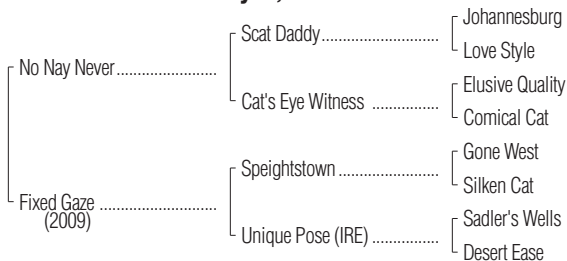 Johannesburg
Scat Daddy
Love Style
No Nay Never
Elusive Quality
Cat's Eye Witness
Comical Cat
Gone West
Speightstown
Silken Cat
Fixed Gaze
(2009)
Sadler's Wells
Unique Pose (IRE)
Desert Ease